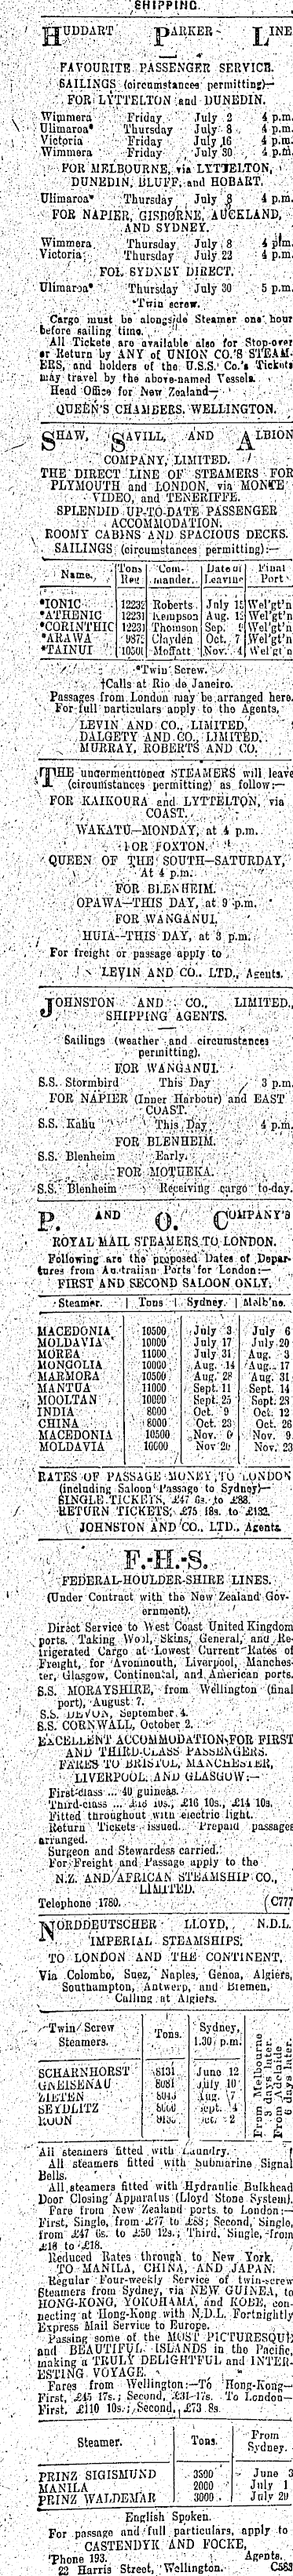 SHIPPING.
HUDDART PARKER LINE
FAVOURITE PASSENGER SERVICE.
SAILINGS (circumstances permitting)—
FOR LYTTELTON and DUNEDIN.
Wimmera Friday July 2 4 p.m.
Ulimaroa* Thursday July 8 4 p.m.
Victoria Friday July 16 4 p.m.
Wimmera Friday July 30 4 p.m.
FOR MELBOURNE, via LYTTELTON,
DUNEDIN, BLUFF, and HOBART.
Ulimaroa* Thursday July 8 4 p.m.
FOR NAPIER, GISBORNE, AUCKLAND,
AND SYDNEY.
Wimmera Thursday July 8 4 p.m.
Victoria Thursday July 22 4 p.m.
FOR SYDNEY DIRECT.
Ulimaroa* Thursday July 30 5 p.m.
*Twin screw.
Cargo must be alongside Steamer one hour
before sailing time.
All Tickets are available also for Stop-over
or Return by ANY of UNION CO.'S STEAM-
ERS, and holders of the U.S.S. Co.'s Tickets
may travel by the above-named Vessels.
Head Office for New Zealand—
QUEEN'S CHAMBERS, WELLINGTON.
SHAW, SAVILL, AND ALBION
COMPANY, LIMITED.
THE DIRECT LINE OF STEAMERS FOR
PLYMOUTH and LONDON, via MONTE
VIDEO, and TENERIFFE.
SPLENDID UP-TO-DATE PASSENGER
ACCOMMODATION.
ROOMY CABINS AND SPACIOUS DECKS.
SAILINGS (circumstances permitting):—
Name. Tons Reg Com-mander. Date of Leaving Final Port
*IONIC 12232 Roberts July 15 Wel'gt'n
*ATHENIC 12231 Kempson Aug. 12 Wel'gt'n
*CORINTHIC 12231 Thomson Sep. Wel'gt'n
*ARAWA 9872 Clayden Oct. 7 Wel'gt'n
*TAINUI 10300 Moffatt Nov. 4 Wel'gt'n
*Twin Screw.
†Calls at Rio de Janeiro.
Passages from London may be arranged here.
For full particulars apply to the Agents,
LEVIN AND CO., LIMITED,
DALGETY AND CO., LIMITED.
MURRAY, ROBERTS AND CO.
THE undermentioned STEAMERS will leave
(circumstances permitting) as follow:—
FOR KAIKOURA and LYTTELTON, via
COAST.
WAKATU—MONDAY, at 4 p.m.
FOR FOXTON.
QUEEN OF THE SOUTH—SATURDAY,
At 4 p.m.
FOR BLENHEIM.
OPAWA—THIS DAY, at 9 p.m.
FOR WANGANUI.
HUIA—THIS DAY, at 3 p.m.
For freight or passage apply to
LEVIN AND CO., LTD., Agents.
JOHNSTON AND CO., LIMITED,
SHIPPING AGENTS.
Sailings (weather and circumstances
permitting).
FOR WANGANUI.
S.S. Stormbird This Day 3 p.m.
FOR NAPIER (Inner Harbour) and EAST
COAST.
S.S. Kahu This Day 4 p.m.
FOR BLENHEIM.
S.S. Blenheim Early.
FOR MOTUEKA.
S.S. Blenheim Receiving cargo to-day.
P. AND O. COMPANY'S
ROYAL MAIL STEAMERS TO LONDON.
Following are the proposed Dates of Depar-
tures from Australian Ports for London:—
FIRST AND SECOND SALOON ONLY.
Steamer. Tons Sydney. Melb'ne.
MACEDONIA 10500 July 3 July 6
MOLDAVIA 10000 July 17 July 20
MOREA 11000 July 31 Aug. 3
MONGOLIA 10000 Aug. 14 Aug. 17
MARMORA 10500 Aug. 28 Aug. 31
MANTUA 11000 Sept. 11 Sept. 14
MOOLTAN 10000 Sept. 25 Sept. 28
INDIA 8000 Oct. 9 Oct. 12
CHINA 8000 Oct. 23 Oct. 26
MACEDONIA 10500 Nov. 6 Nov. 9
MOLDAVIA 10000 Nov 20 Nov. 23
RATES OF PASSAGE MONEY TO LONDON
(including Saloon Passage to Sydney)—
SINGLE TICKETS, £47 6s. to £88.
RETURN TICKETS, £75 18s. to £132.
JOHNSTON AND CO., LTD., Agents.
F.-H.-S.
FEDERAL-HOULDER-SHIRE LINES.
(Under Contract with the New Zealand Gov-
ernment).
Direct Service to West Coast United Kingdom
ports. Taking Wool, Skins, General, and Re-
frigerated Cargo at Lowest Current Rates of
Freight, for Avonmouth, Liverpool, Manches-
ter, Glasgow, Continental, and American ports.
S.S. MORAYSHIRE, from Wellington (final
port), August 7.
S.S. DEVON, September 4.
S.S. CORNWALL, October 2.
EXCELLENT ACCOMMODATION FOR FIRST
AND THIRD-CLASS PASSENGERS.
FARES TO BRISTOL, MANCHESTER,
LIVERPOOL, AND GLASGOW:—
First-class ... 40 guineas.
Third-class ... £18 10s., £16 10s., £14 10s.
Fitted throughout with electric light.
Return Tickets issued. Prepaid passages
arranged.
Surgeon and Stewardess carried.
For Freight and Passage apply to the
N.Z. AND AFRICAN STEAMSHIP CO.,
LIMITED.
Telephone 1780. C777
NORDDEUTSCHER LLOYD, N.D.L.
IMPERIAL STEAMSHIPS,
TO LONDON AND THE CONTINENT,
Via Colombo, Suez, Naples, Genoa, Algiers,
Southampton, Antwerp, and Bremen,
Calling at Algiers.
Twin Screw Steamers. Tons. Sydney, 1.30 p.m. From Melbourne 3 days later. From Adelaide 6 days later.
SCHARNHORST 8131 June 12
GNEISENAU 8081 July 10
ZIETEN 8043 Aug. 7
SEYDLITZ 8000 Sept. 4
ROON Oct. 2
All steamers fitted with Laundry.
All steamers fitted with Submarine Signal
Bells.
All steamers fitted with Hydraulic Bulkhead
Door Closing Apparatus (Lloyd Stone System).
Fare from New Zealand ports to London:—
First, Single, from £77 to £88; Second, Single,
from £47 6s. to £50 12s.; Third, Single, from
£16 to £18.
Reduced Rates through to New York.
TO MANILA, CHINA, AND JAPAN.
Regular Four-weekly Service of twin-screw
Steamers from Sydney, via NEW GUINEA, to
HONG-KONG, YOKOHAMA, and KOBE, con-
necting at Hong-Kong with N.D.L. Fortnightly
Express Mail Service to Europe.
Passing some of the MOST PICTURESQUE
and BEAUTIFUL ISLANDS in the Pacific,
making a TRULY DELIGHTFUL and INTER-
ESTING VOYAGE.
Fares from Wellington:—To Hong-Kong—
First, £45 17s.; Second, £31 17s. To London—
First, £110 10s.; Second, £73 8s.
Steamer. Tons. From Sydney.
PRINZ SIGISMUND 3500 June 3
MANILA 2000 July 1
PRINZ WALDEMAR 3000 July 29
English Spoken.
For passage and full particulars, apply to
CASTENDYK AND FOCKE,
'Phone 193. Agents.
22 Harris Street, Wellington. C583